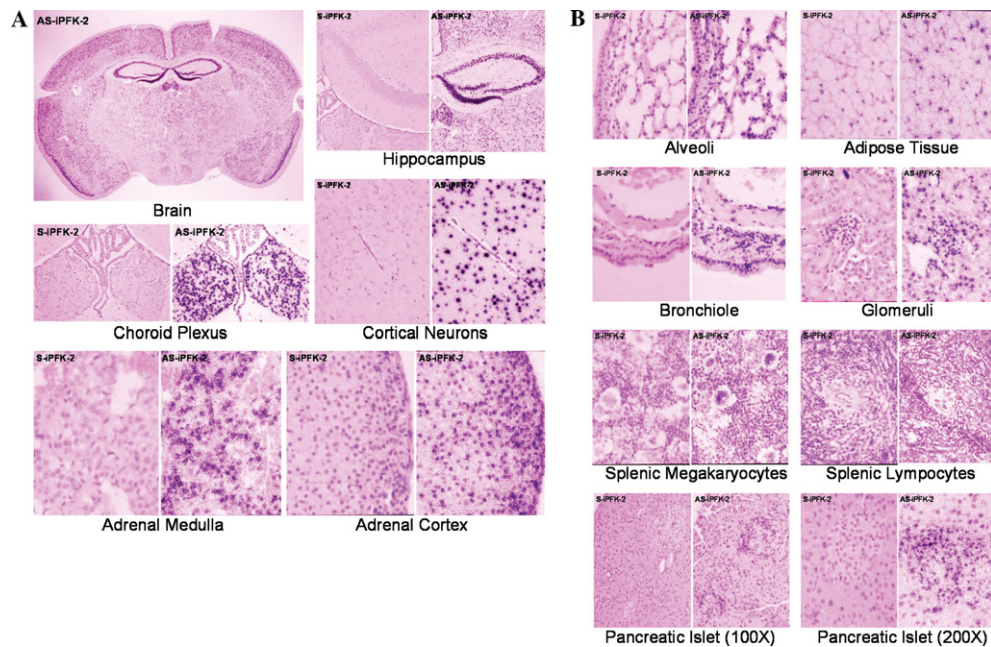 A
AS-iPFK-2
Brain
S-iPFK-2 AS-iPFK-2
Hippocampus
S-iPFK-2 AS-iPFK-2
Choroid Plexus
S-iPFK-2 AS-iPFK-2
Cortical Neurons
S-iPFK-2 AS-iPFK-2
Adrenal Medulla
S-iPFK-2 AS-iPFK-2
Adrenal Cortex
B
S-iPFK-2 AS-iPFK-2
Alveoli
S-iPFK-2 AS-iPFK-2
Adipose Tissue
S-iPFK-2 AS-iPFK-2
Bronchiole
S-iPFK-2 AS-iPFK-2
Glomeruli
S-iPFK-2 AS-iPFK-2
Splenic Megakaryocytes
S-iPFK-2 AS-iPFK-2
Splenic Lympocytes
S-iPFK-2 AS-iPFK-2
Pancreatic Islet (100X)
S-iPFK-2 AS-iPFK-2
Pancreatic Islet (200X)